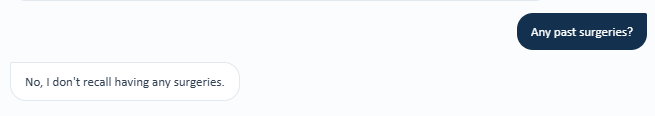 Any past surgeries?
No, I don't recall having any surgeries.